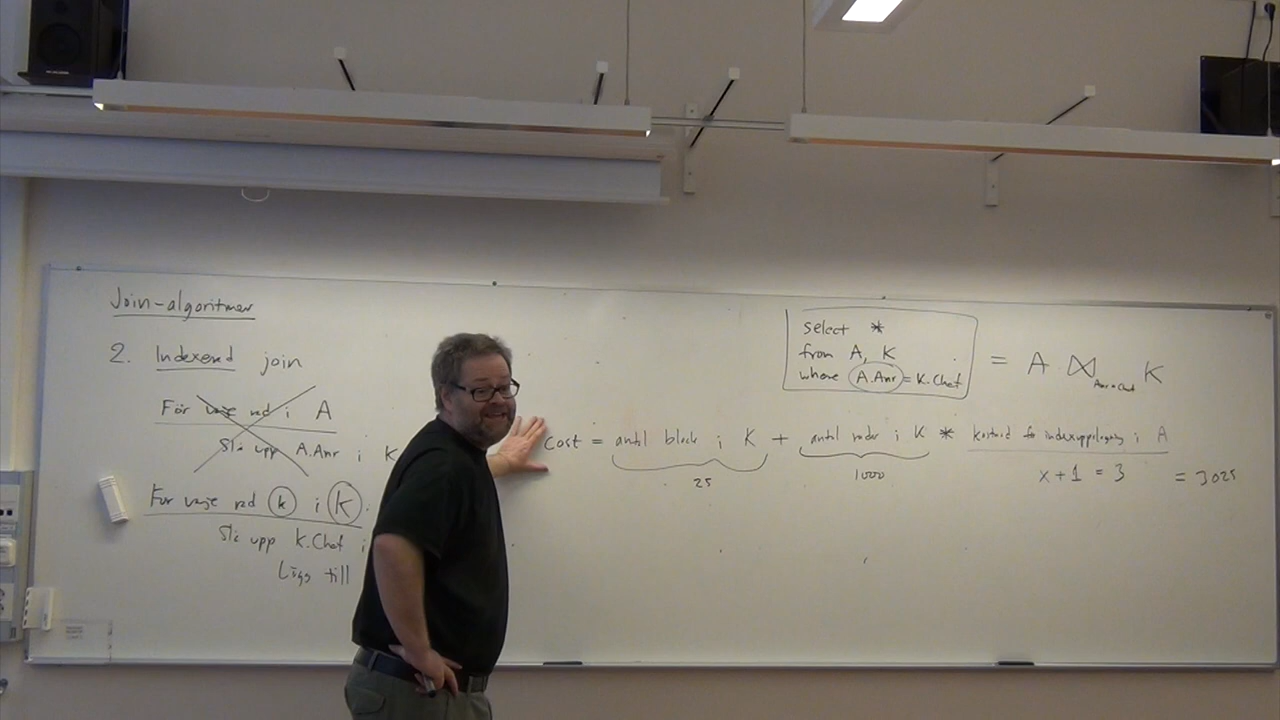 Join-algoritmer
2. Indexerad join
För varje rad i A
Slå upp A.Anr i K
För varje rad k i K
Slå upp k.Chef i
Lägg till
select *
from A, K
where A.Anr = K.Chef
= A ⋈ Anr=Chef K
cost = antal block i K + antal rader i K * kostnad för indexuppslagning i A
25 1000 x + 1 = 3 = 3025